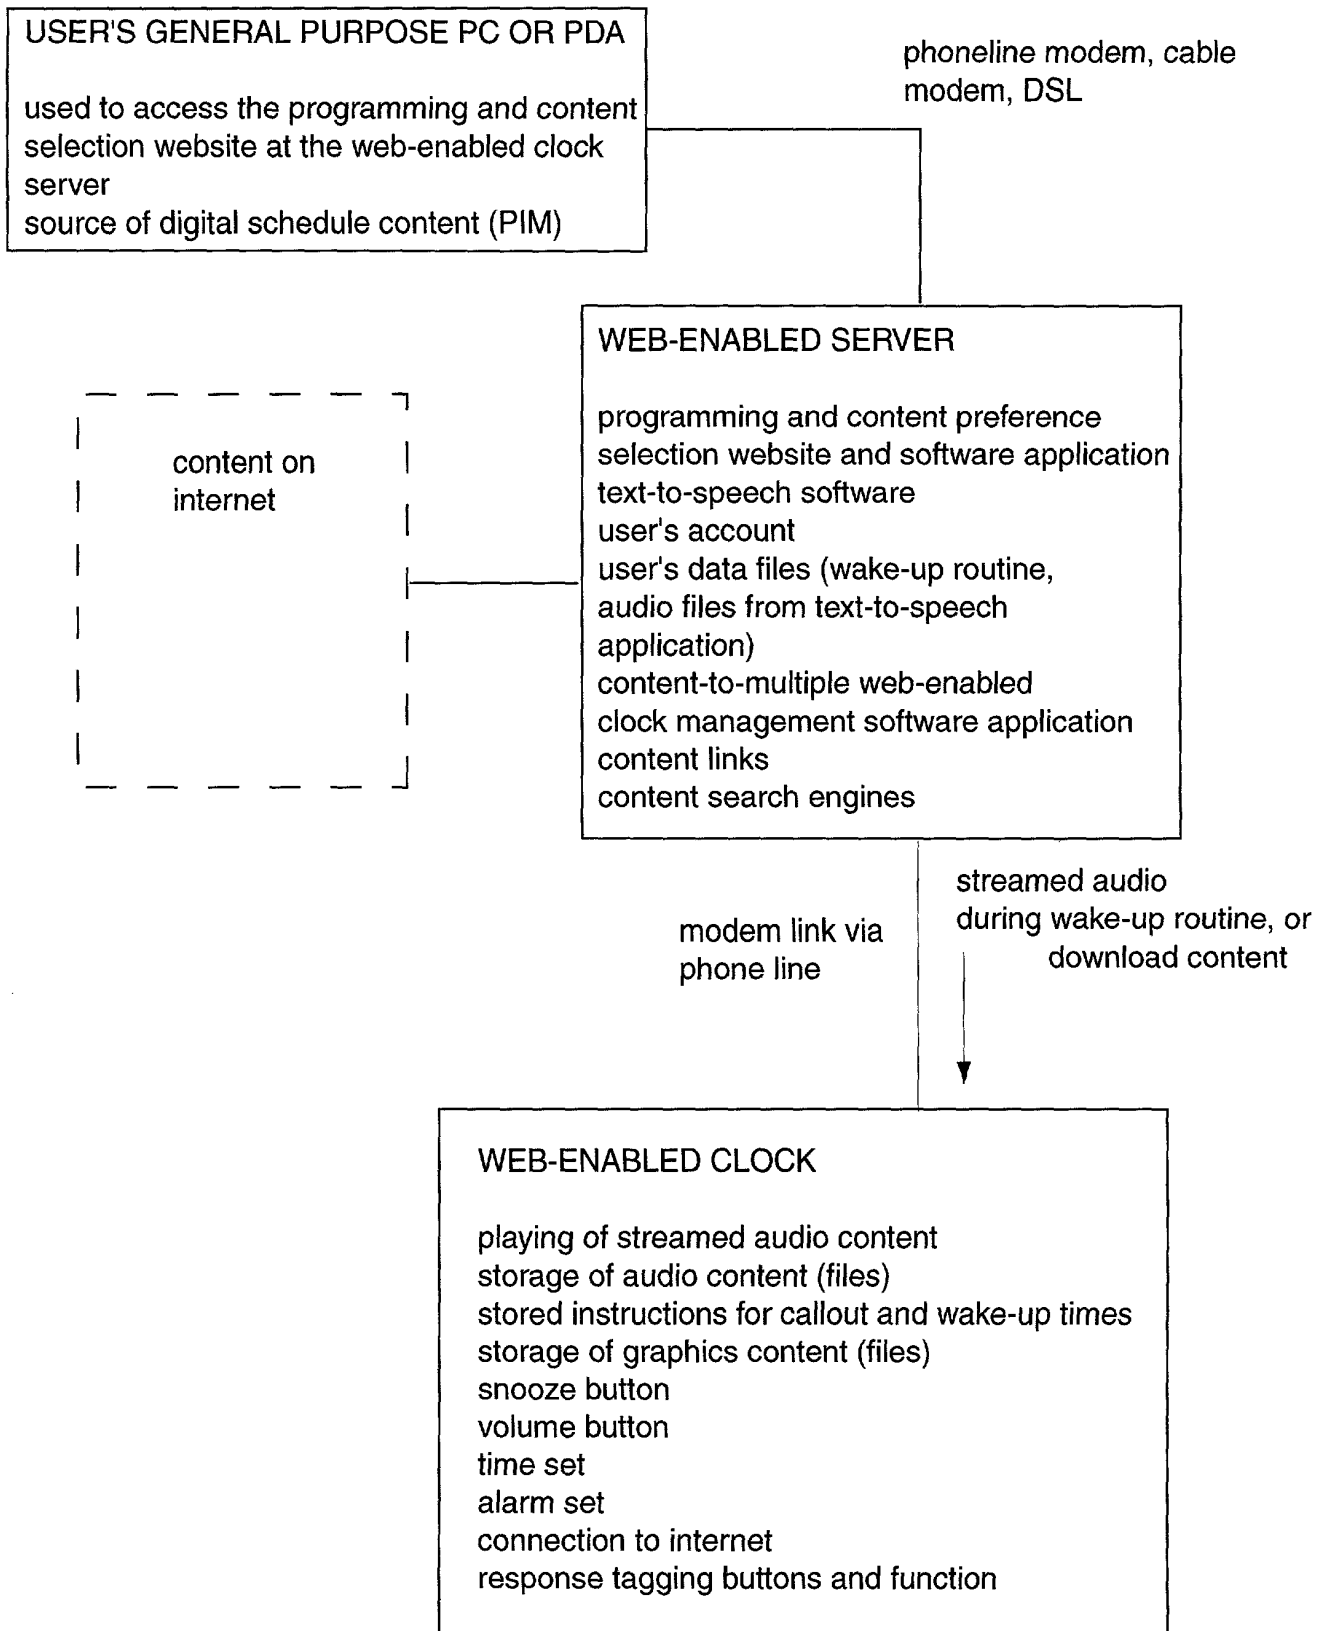 USER'S GENERAL PURPOSE PC OR PDA
used to access the programming and content
selection website at the web-enabled clock
server
source of digital schedule content (PIM)
phoneline modem, cable
modem, DSL
WEB-ENABLED SERVER
programming and content preference
selection website and software application
text-to-speech software
user's account
user's data files (wake-up routine,
audio files from text-to-speech
application)
content-to-multiple web-enabled
clock management software application
content links
content search engines
content on
internet
modem link via
phone line
streamed audio
during wake-up routine, or
download content
WEB-ENABLED CLOCK
playing of streamed audio content
storage of audio content (files)
stored instructions for callout and wake-up times
storage of graphics content (files)
snooze button
volume button
time set
alarm set
connection to internet
response tagging buttons and function